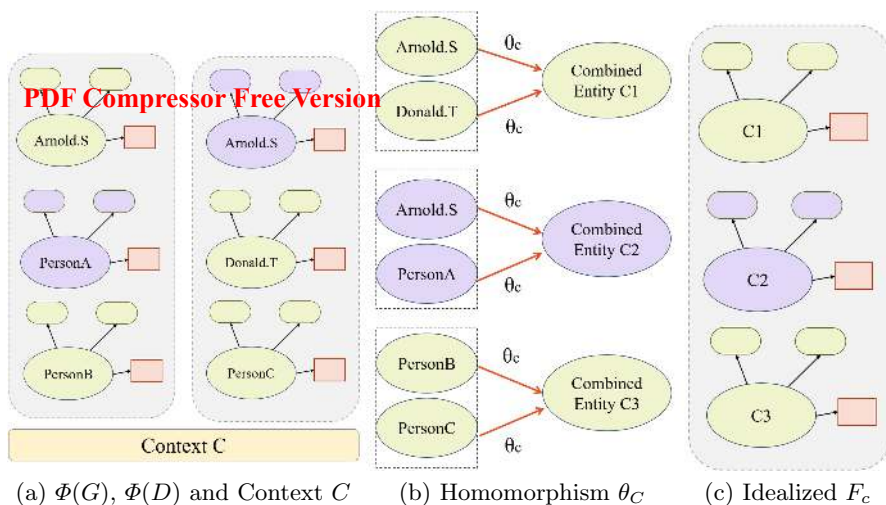 PDF Compressor Free Version
Arnold.S
PersonA
PersonB
Arnold.S
Donald.T
PersonC
Context C
(a) Φ(G), Φ(D) and Context C
Arnold.S
Donald.T
θc
θc
Combined
Entity C1
Arnold.S
PersonA
θc
θc
Combined
Entity C2
PersonB
PersonC
θc
θc
Combined
Entity C3
(b) Homomorphism θC
C1
C2
C3
(c) Idealized Fc